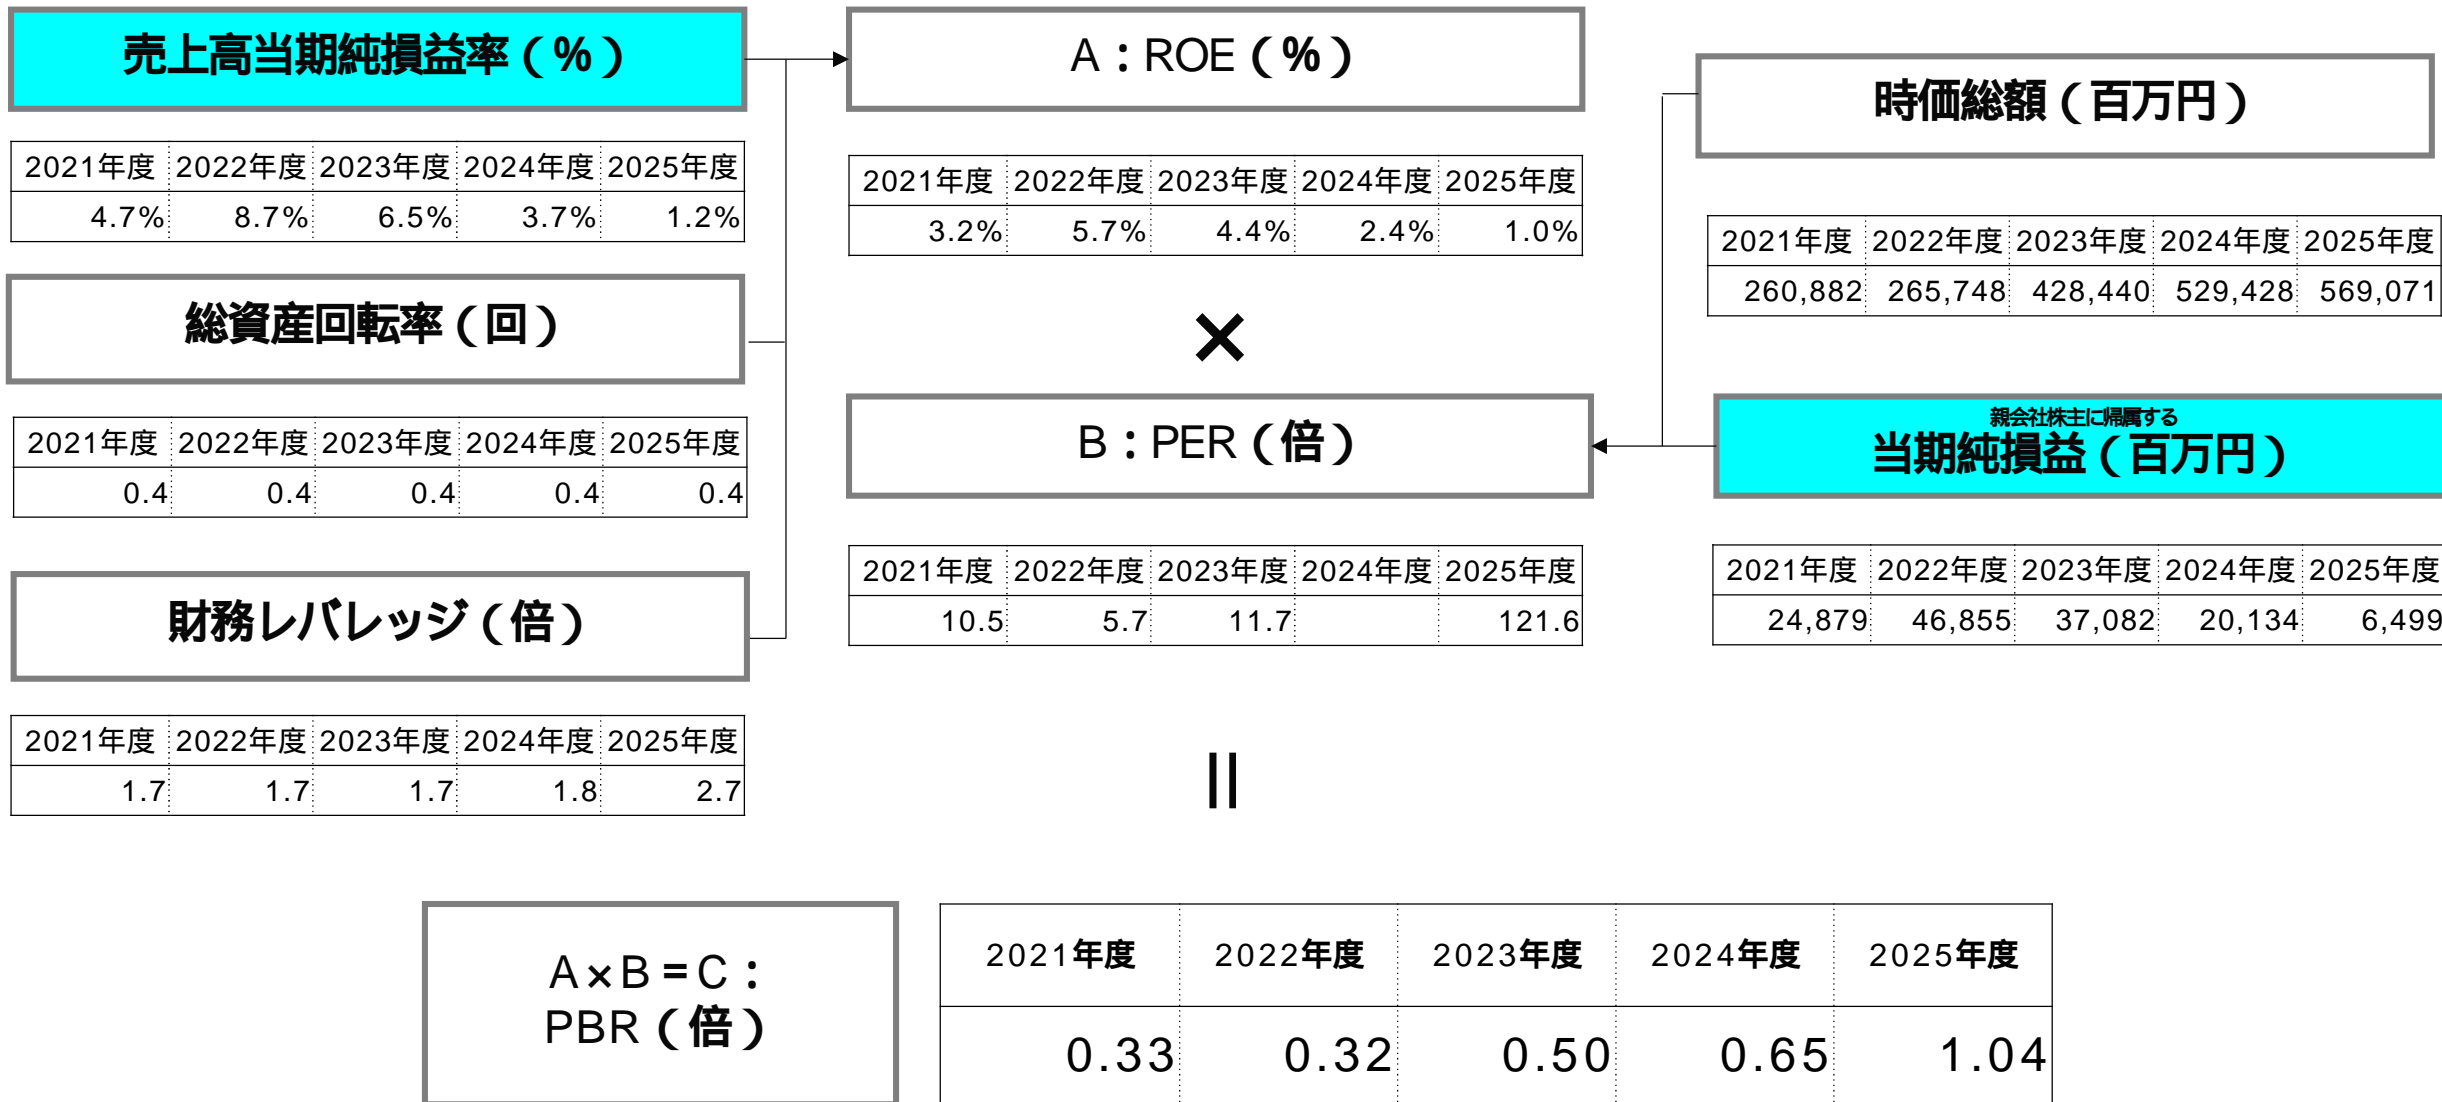 売上高当期純損益率(%)
2021年度 2022年度 2023年度 2024年度 2025年度
4.7% 8.7% 6.5% 3.7% 1.2%
総資産回転率(回)
2021年度 2022年度 2023年度 2024年度 2025年度
0.4 0.4 0.4 0.4 0.4
財務レバレッジ(倍)
2021年度 2022年度 2023年度 2024年度 2025年度
1.7 1.7 1.7 1.8 2.7
A:ROE(%)
2021年度 2022年度 2023年度 2024年度 2025年度
3.2% 5.7% 4.4% 2.4% 1.0%
×
B:PER(倍)
2021年度 2022年度 2023年度 2024年度 2025年度
10.5 5.7 11.7 121.6
時価総額(百万円)
2021年度 2022年度 2023年度 2024年度 2025年度
260,882 265,748 428,440 529,428 569,071
親会社株主に帰属する
当期純損益(百万円)
2021年度 2022年度 2023年度 2024年度 2025年度
24,879 46,855 37,082 20,134 6,499
||
A×B=C:
PBR(倍)
2021年度 2022年度 2023年度 2024年度 2025年度
0.33 0.32 0.50 0.65 1.04